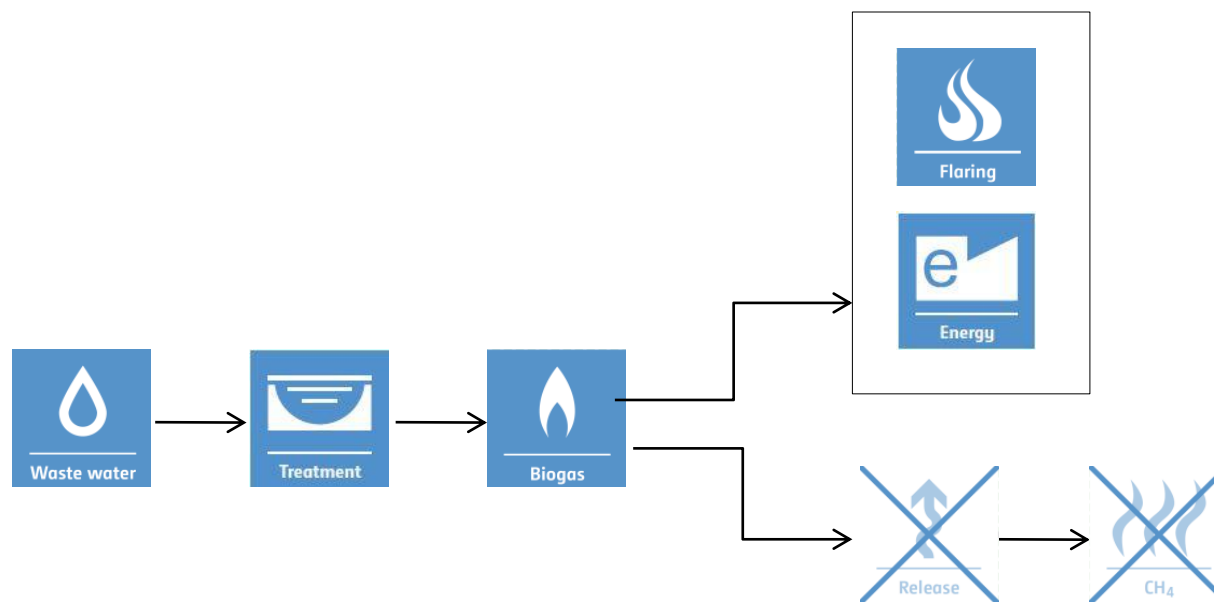 Flaring
e
Energy
Waste water
Treatment
Biogas
Release
CH₄